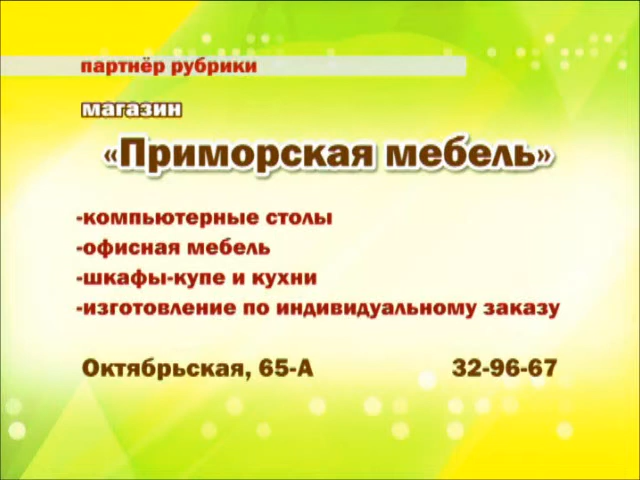 партнёр рубрики
магазин
«Приморская мебель»
-компьютерные столы
-офисная мебель
-шкафы-купе и кухни
-изготовление по индивидуальному заказу
Октябрьская, 65-А 32-96-67